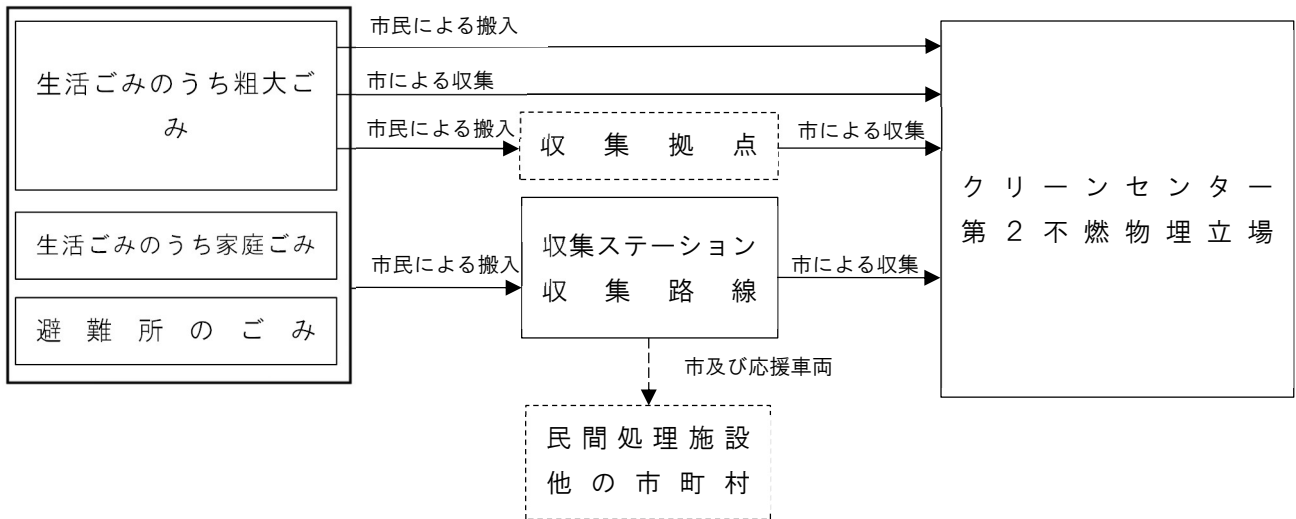 市民による搬入
生活ごみのうち粗大ご
み
市による収集
市民による搬入
収集拠点
市による収集
クリーンセンター
第２不燃物埋立場
生活ごみのうち家庭ごみ
市民による搬入
収集ステーション
収集路線
市による収集
避難所のごみ
市及び応援車両
民間処理施設
他の市町村